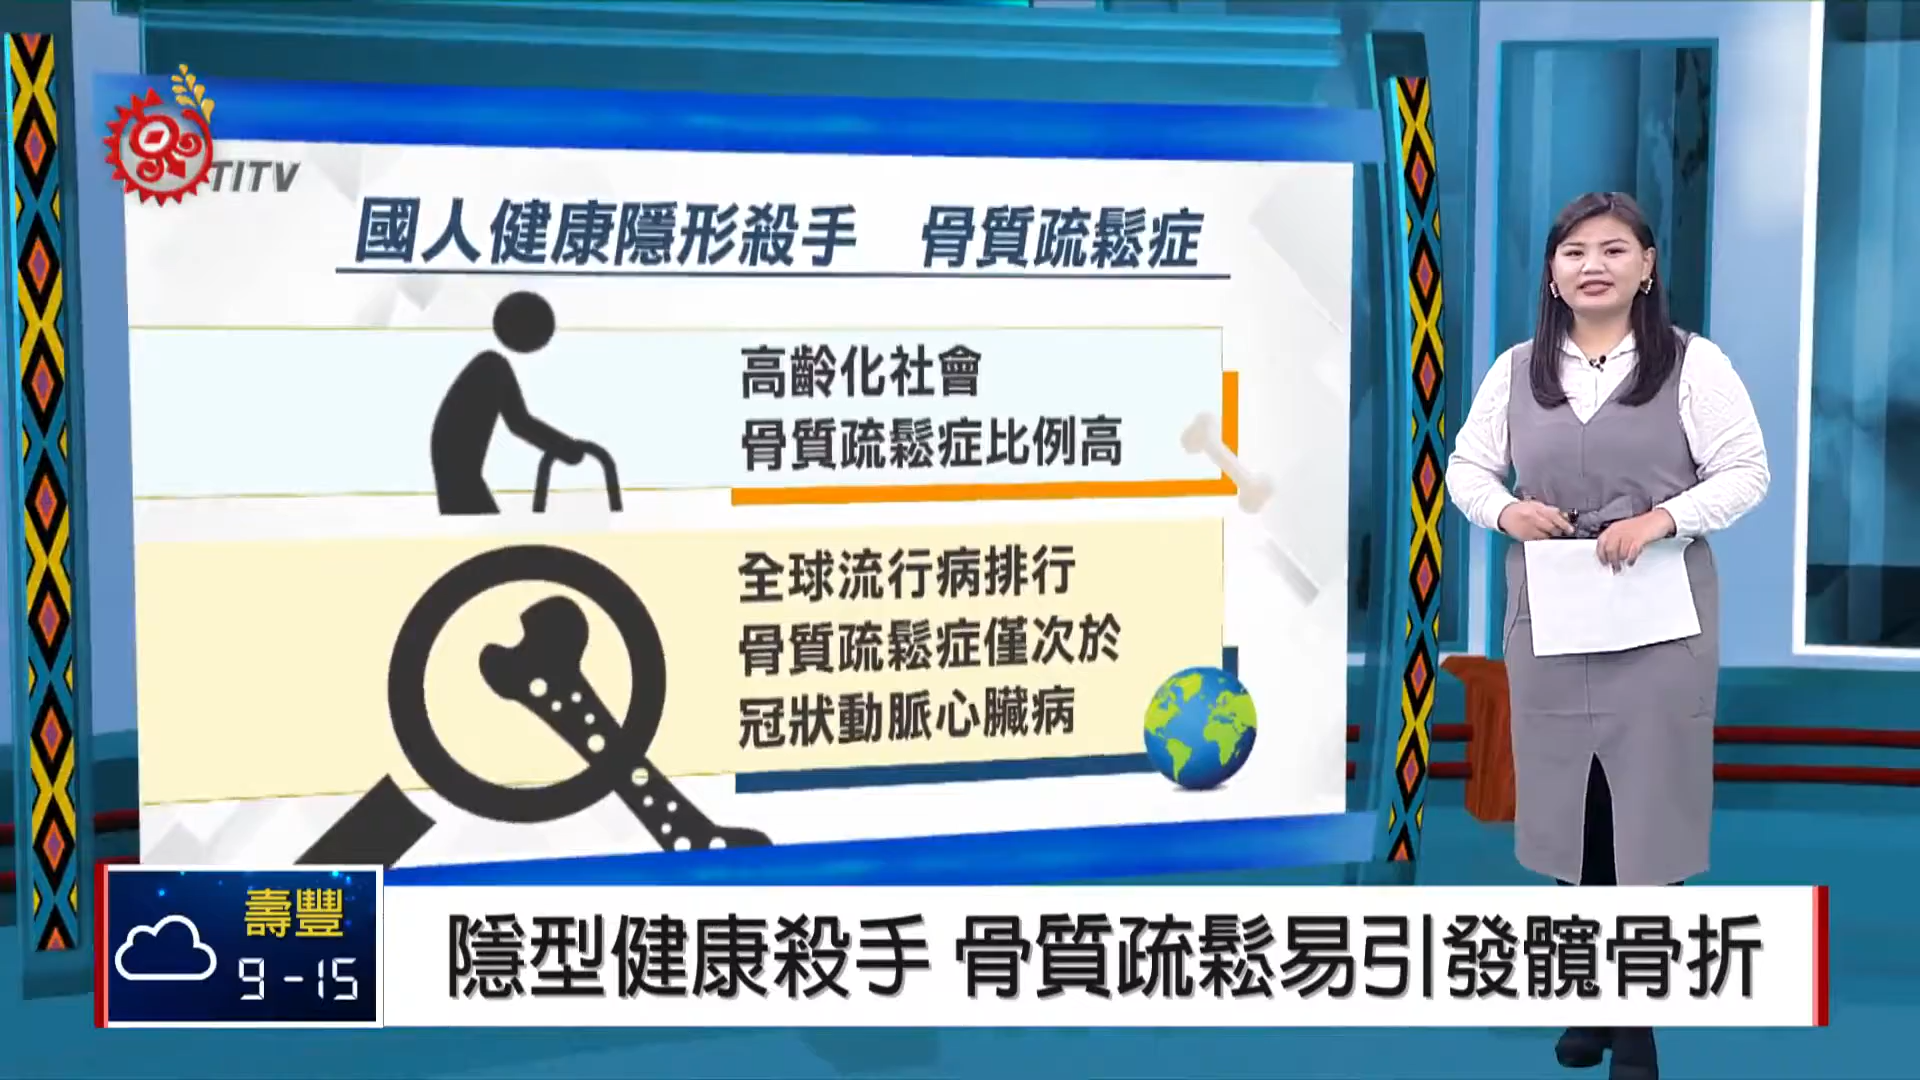 TITV
國人健康隱形殺手 骨質疏鬆症
高齡化社會
骨質疏鬆症比例高
全球流行病排行
骨質疏鬆症僅次於
冠狀動脈心臟病
壽豐
9-15
隱型健康殺手 骨質疏鬆易引發髖骨折